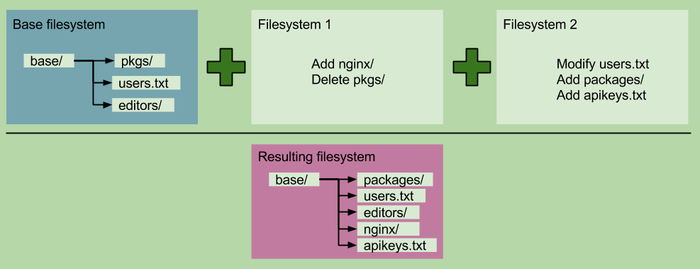 Base filesystem
base/
pkgs/
users.txt
editors/
Filesystem 1
Add nginx/
Delete pkgs/
Filesystem 2
Modify users.txt
Add packages/
Add apikeys.txt
Resulting filesystem
base/
packages/
users.txt
editors/
nginx/
apikeys.txt